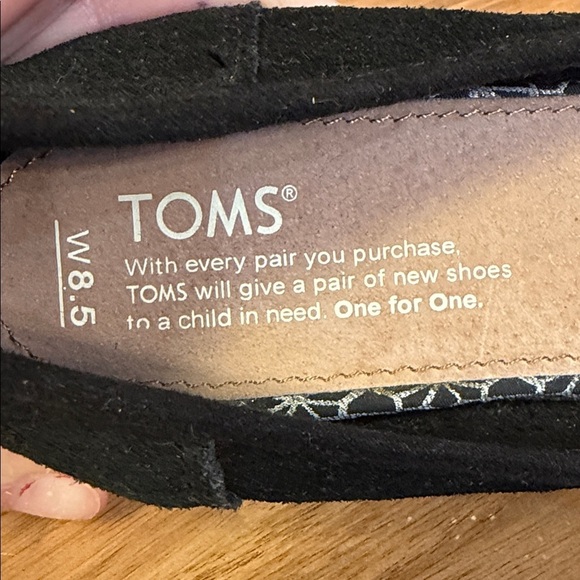 TOMS®
With every pair you purchase,
TOMS will give a pair of new shoes
to a child in need. One for One.
W8.5